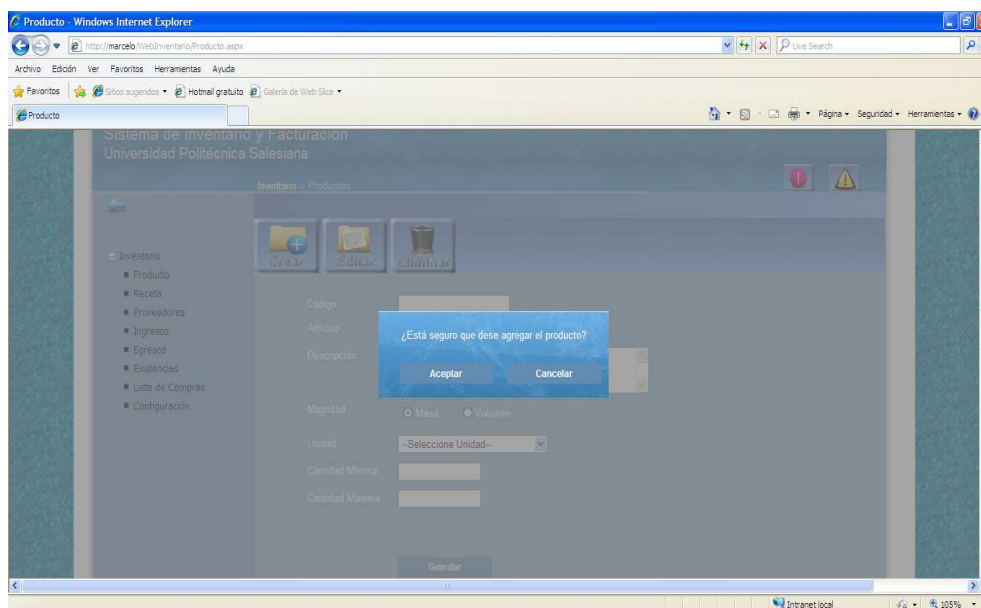 Producto - Windows Internet Explorer
http://marcelo/WebInventario/Producto.aspx
Live Search
Archivo Edición Ver Favoritos Herramientas Ayuda
Favoritos Sitios sugeridos Hotmail gratuito Galería de Web Slice
Producto
Página Seguridad Herramientas
Sistema de Inventario y Facturación
Universidad Politécnica Salesiana
Inventario > Productos
Crear Editar Eliminar
Inventario
Producto
Receta
Proveedores
Ingresos
Egresos
Existencias
Lista de Compras
Configuración
Código
Artículo
Descripción
¿Está seguro que dese agregar el producto?
Aceptar Cancelar
Magnitud Masa Volumen
Unidad --Seleccione Unidad--
Cantidad Mínima
Cantidad Máxima
Guardar
Intranet local 105%